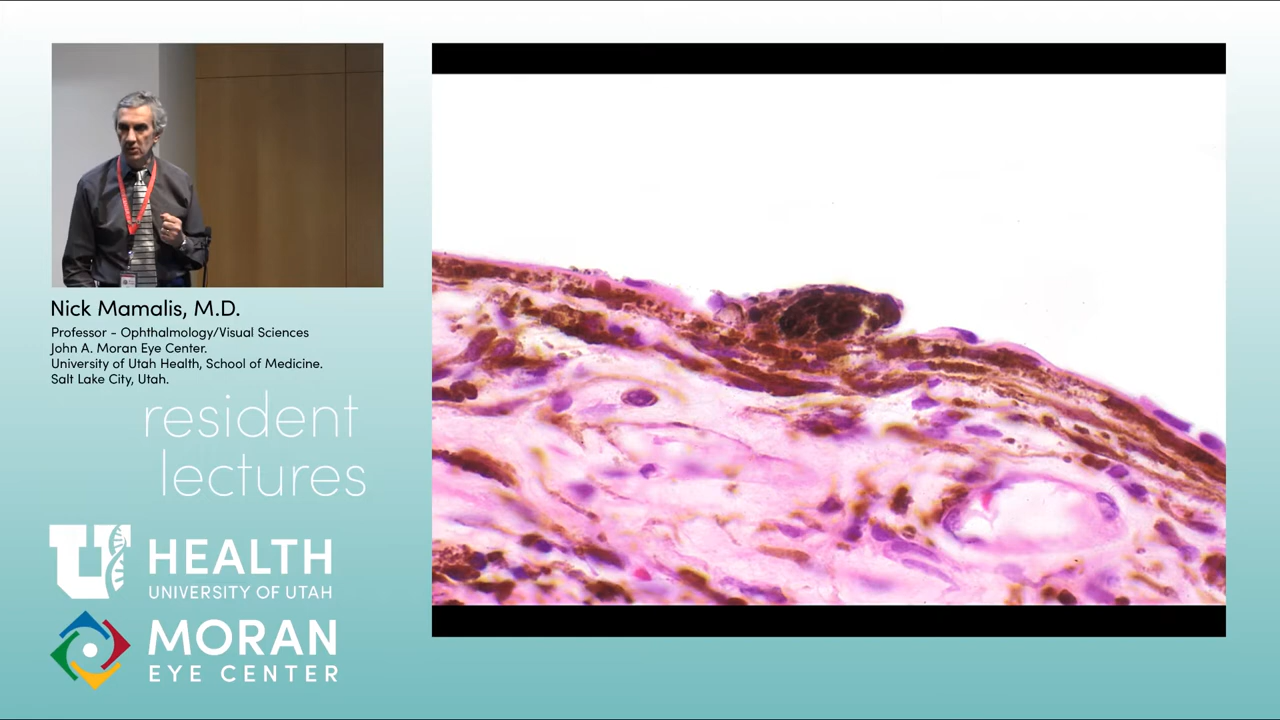 Nick Mamalis, M.D.
Professor - Ophthalmology/Visual Sciences
John A. Moran Eye Center.
University of Utah Health, School of Medicine.
Salt Lake City, Utah.
resident
lectures
U HEALTH
UNIVERSITY OF UTAH
MORAN
EYE CENTER